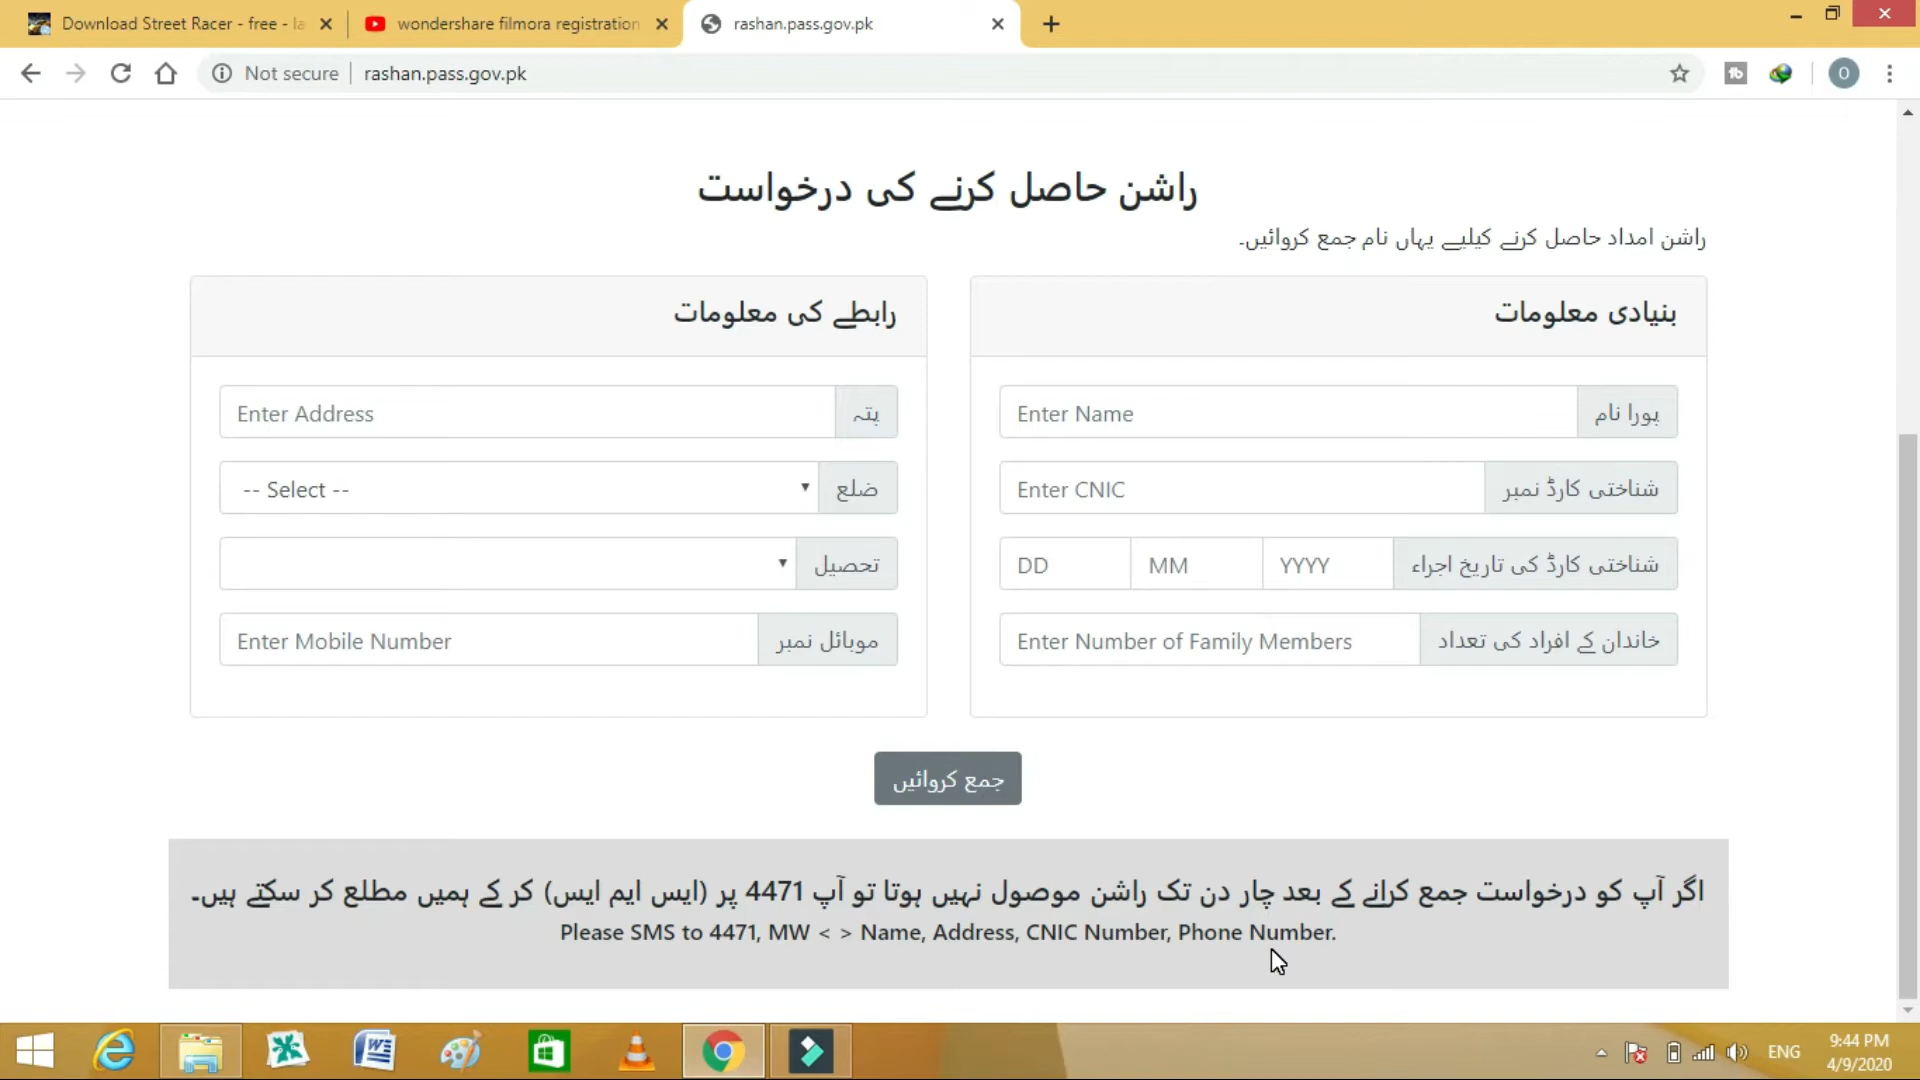 Download Street Racer - free - la
wondershare filmora registration
rashan.pass.gov.pk
Not secure
rashan.pass.gov.pk
O
راشن حاصل کرنے کی درخواست
راشن امداد حاصل کرنے کیلیے یہاں نام جمع کروائیں۔
بنیادی معلومات
پورا نام
Enter Name
شناختی کارڈ نمبر
Enter CNIC
شناختی کارڈ کی تاریخ اجراء
DD
MM
YYYY
خاندان کے افراد کی تعداد
Enter Number of Family Members
رابطے کی معلومات
پتہ
Enter Address
ضلع
-- Select --
تحصیل
موبائل نمبر
Enter Mobile Number
جمع کروائیں
اگر آپ کو درخواست جمع کرانے کے بعد چار دن تک راشن موصول نہیں ہوتا تو آپ 4471 پر (ایس ایم ایس) کر کے ہمیں مطلع کر سکتے ہیں۔
Please SMS to 4471, MW < > Name, Address, CNIC Number, Phone Number.
ENG
9:44 PM
4/9/2020